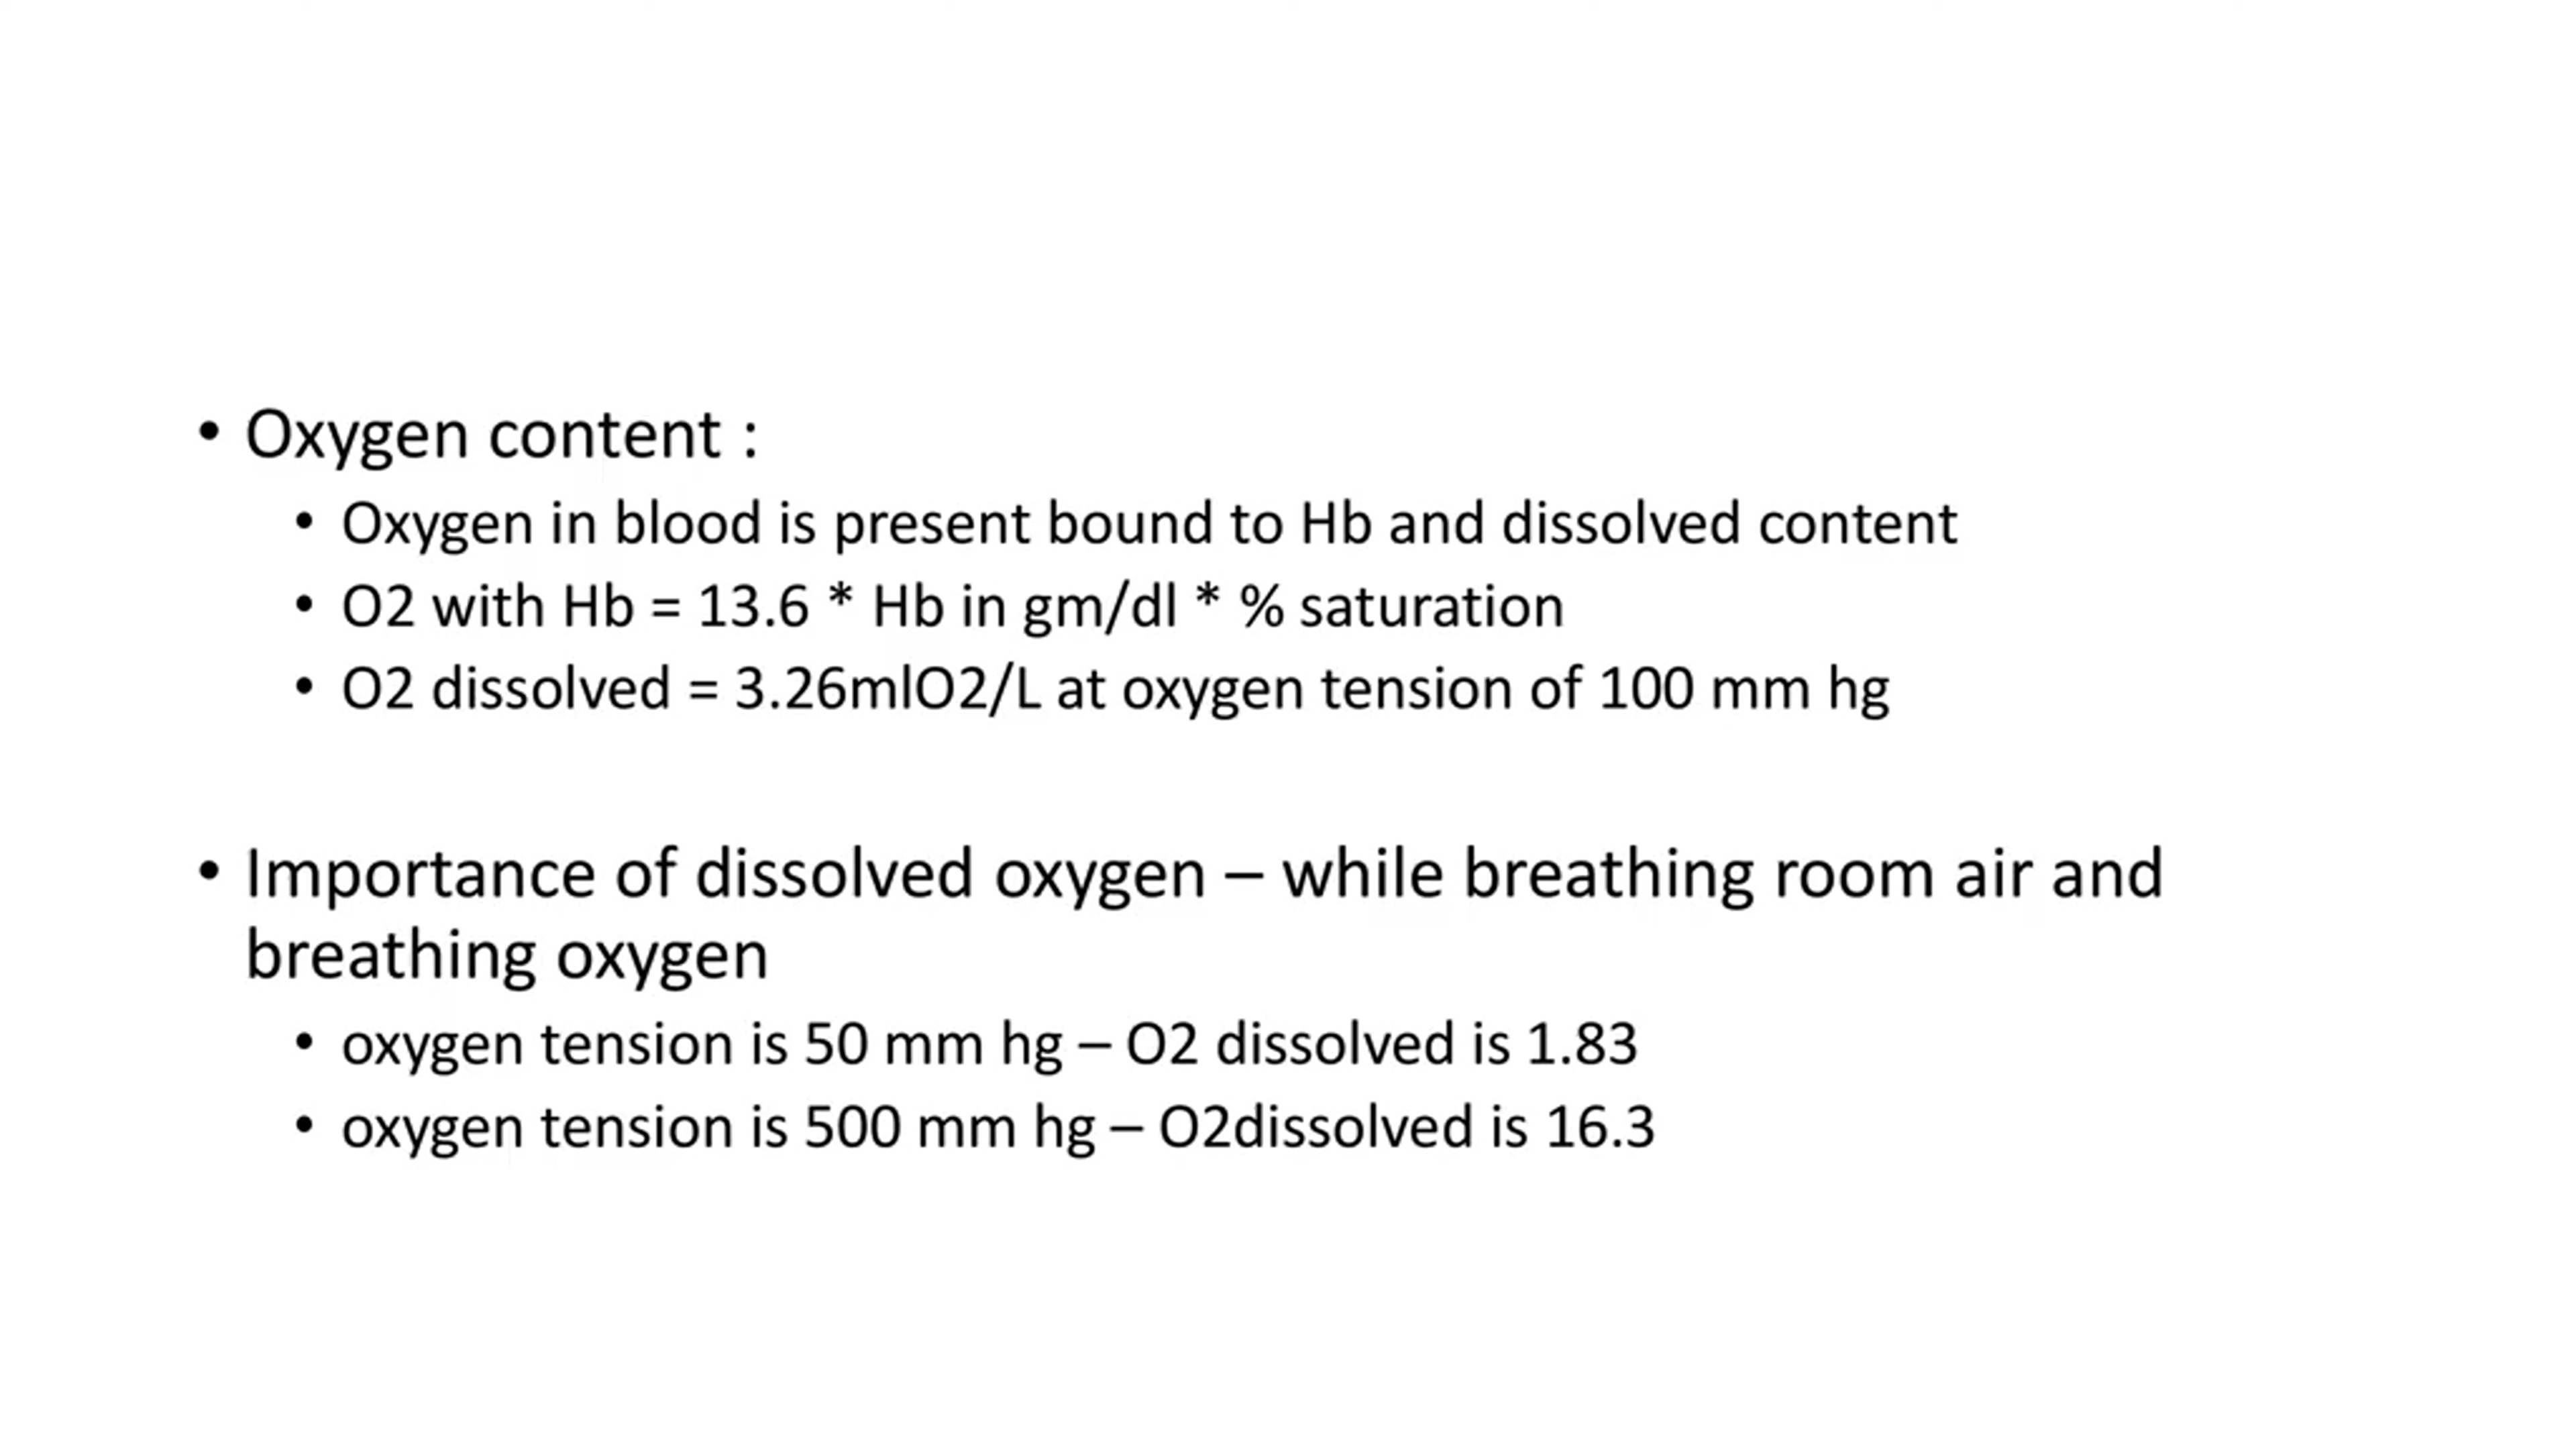 • Oxygen content :
• Oxygen in blood is present bound to Hb and dissolved content
• O2 with Hb = 13.6 * Hb in gm/dl * % saturation
• O2 dissolved = 3.26mlO2/L at oxygen tension of 100 mm hg
• Importance of dissolved oxygen – while breathing room air and
breathing oxygen
• oxygen tension is 50 mm hg – O2 dissolved is 1.83
• oxygen tension is 500 mm hg – O2dissolved is 16.3